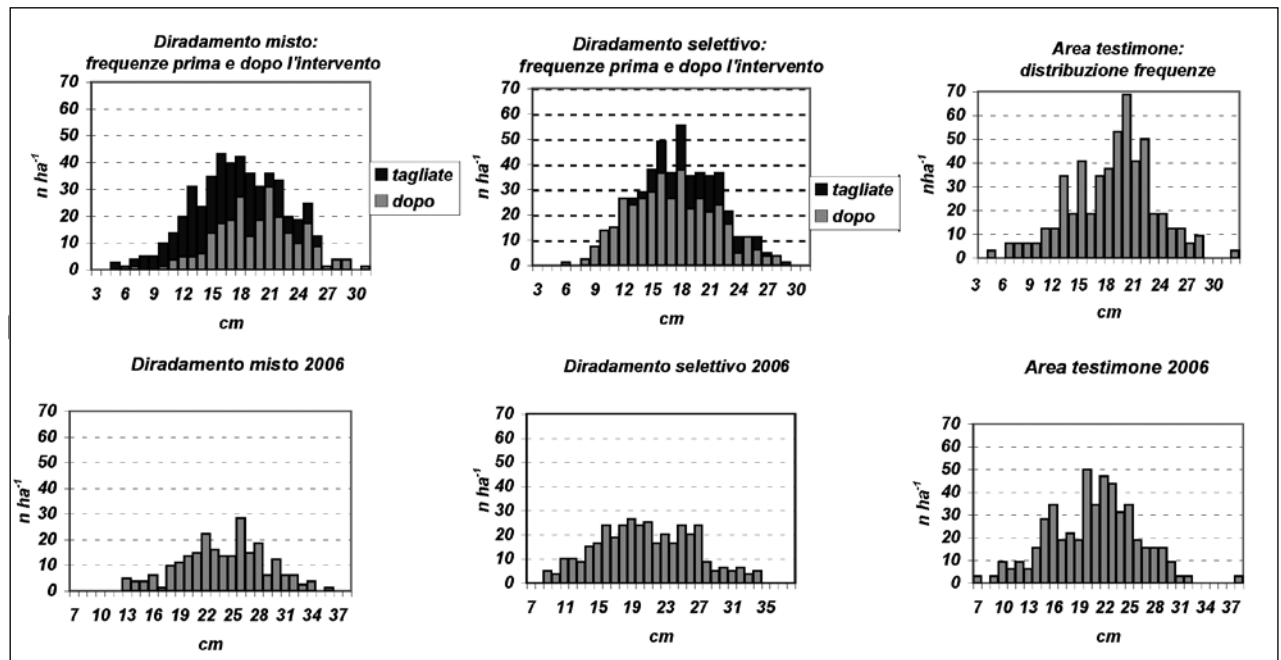 Diradamento misto:
frequenze prima e dopo l'intervento
70
60
50
40
30
20
10
0
n ha-1
3 6 9 12 15 18 21 24 27 30
cm
tagliate
dopo
Diradamento selettivo:
frequenze prima e dopo l'intervento
70
60
50
40
30
20
10
0
n ha-1
3 6 9 12 15 18 21 24 27 30
cm
tagliate
dopo
Area testimone:
distribuzione frequenze
70
60
50
40
30
20
10
0
nha-1
3 6 9 12 15 18 21 24 27 30
cm
Diradamento misto 2006
70
60
50
40
30
20
10
0
n ha-1
7 10 13 16 19 22 25 28 31 34 37
cm
Diradamento selettivo 2006
70
60
50
40
30
20
10
0
n ha-1
7 11 15 19 23 27 31 35
cm
Area testimone 2006
70
60
50
40
30
20
10
0
n ha-1
7 10 13 16 19 22 25 28 31 34 37
cm